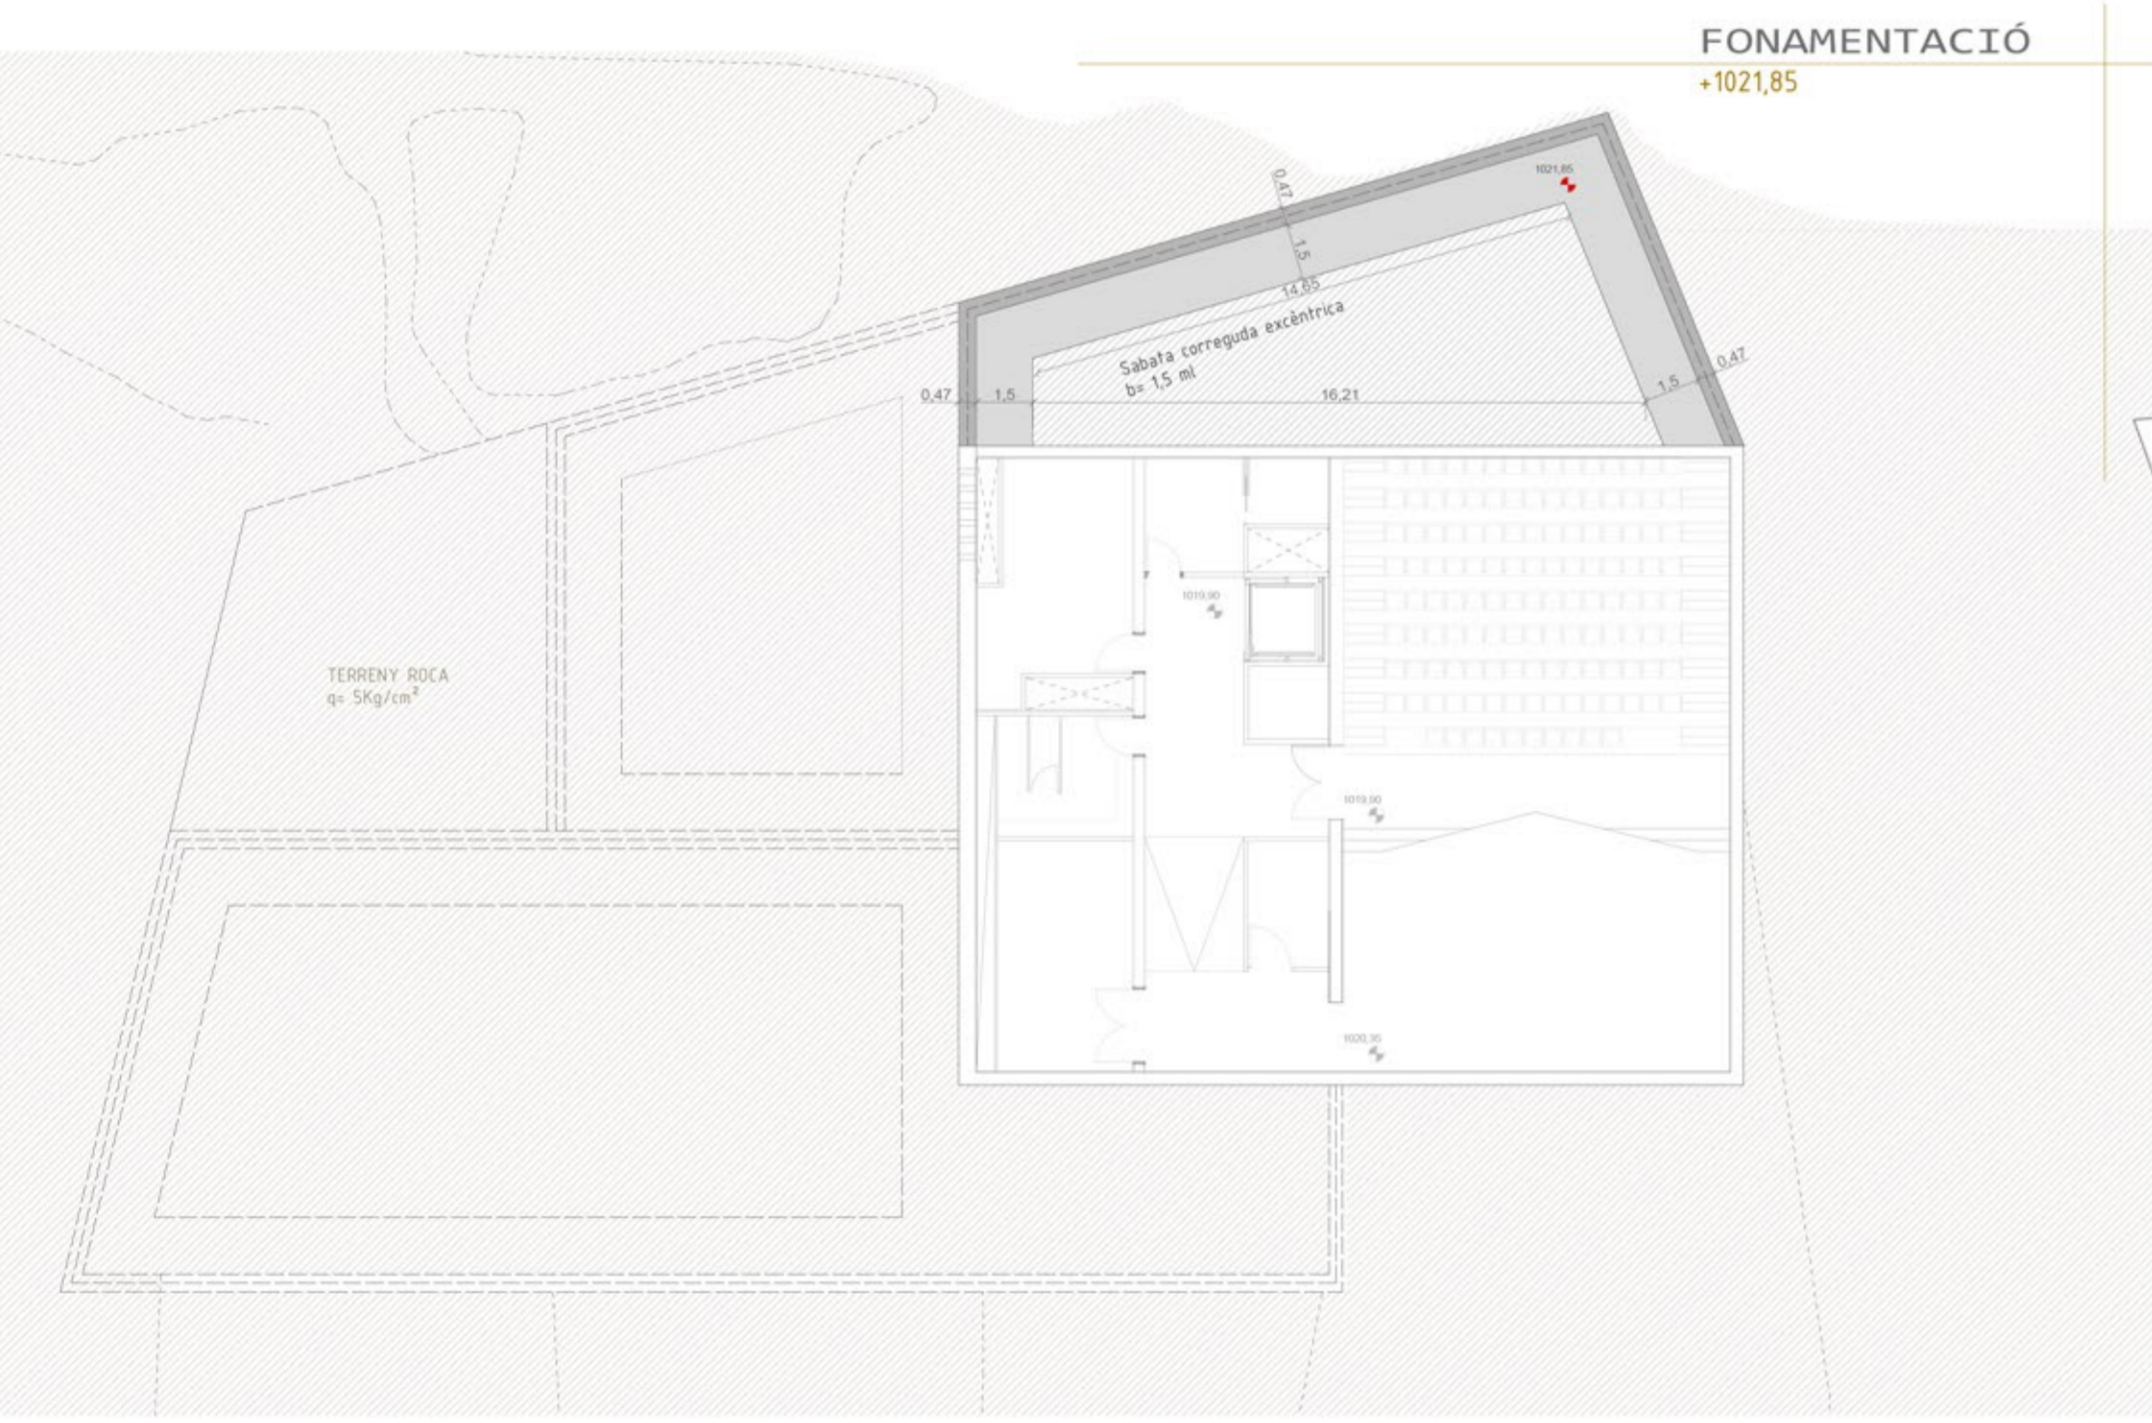 FONAMENTACIÓ
+1021,85
1021,85
0,47
1,5
14,65
Sabata correguda excèntrica
b= 1,5 ml
0,47
1,5
0,47
1,5
16,21
1019,90
TERRENY ROCA
q= 5Kg/cm²
1019,90
1020,35